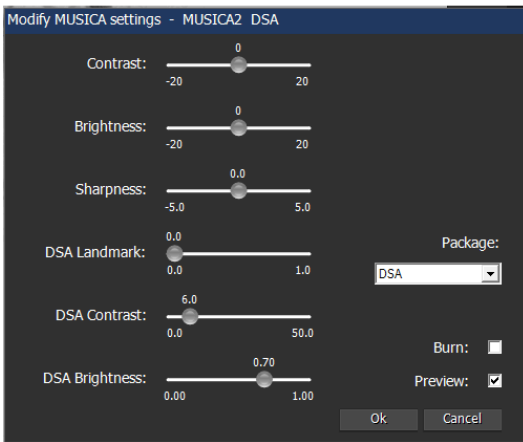 Modify MUSICA settings - MUSICA2 DSA
Contrast:
0
-20 20
Brightness:
0
-20 20
Sharpness:
0.0
-5.0 5.0
DSA Landmark:
0.0
0.0 1.0
Package:
DSA
DSA Contrast:
6.0
0.0 50.0
Burn:
DSA Brightness:
0.70
0.00 1.00
Preview:
Ok Cancel